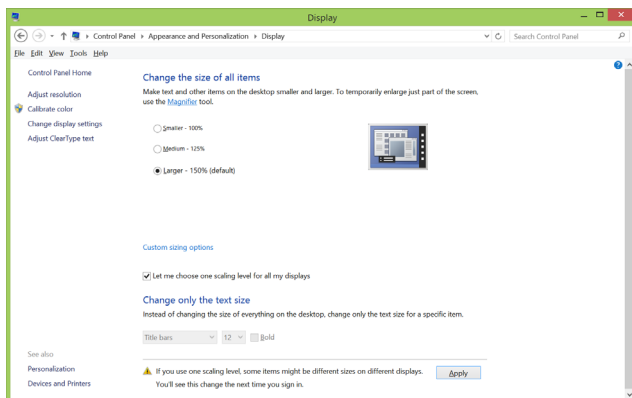 Display
Control Panel ▸ Appearance and Personalization ▸ Display
Search Control Panel
File Edit View Tools Help
Control Panel Home
Adjust resolution
Calibrate color
Change display settings
Adjust ClearType text
Change the size of all items
Make text and other items on the desktop smaller and larger. To temporarily enlarge just part of the screen,
use the Magnifier tool.
Smaller - 100%
Medium - 125%
Larger - 150% (default)
Custom sizing options
Let me choose one scaling level for all my displays
Change only the text size
Instead of changing the size of everything on the desktop, change only the text size for a specific item.
Title bars 12 Bold
See also
Personalization
Devices and Printers
If you use one scaling level, some items might be different sizes on different displays.
You'll see this change the next time you sign in.
Apply